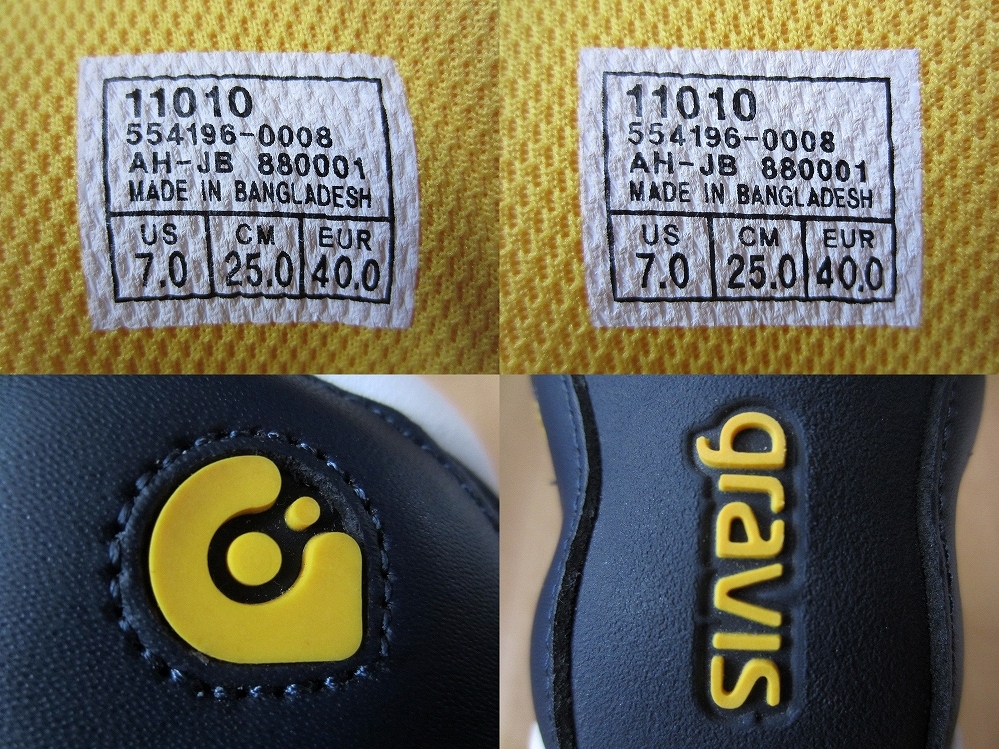 11010
554196-0008
AH-JB 880001
MADE IN BANGLADESH
US CM EUR
7.0 25.0 40.0
11010
554196-0008
AH-JB 880001
MADE IN BANGLADESH
US CM EUR
7.0 25.0 40.0
gravis